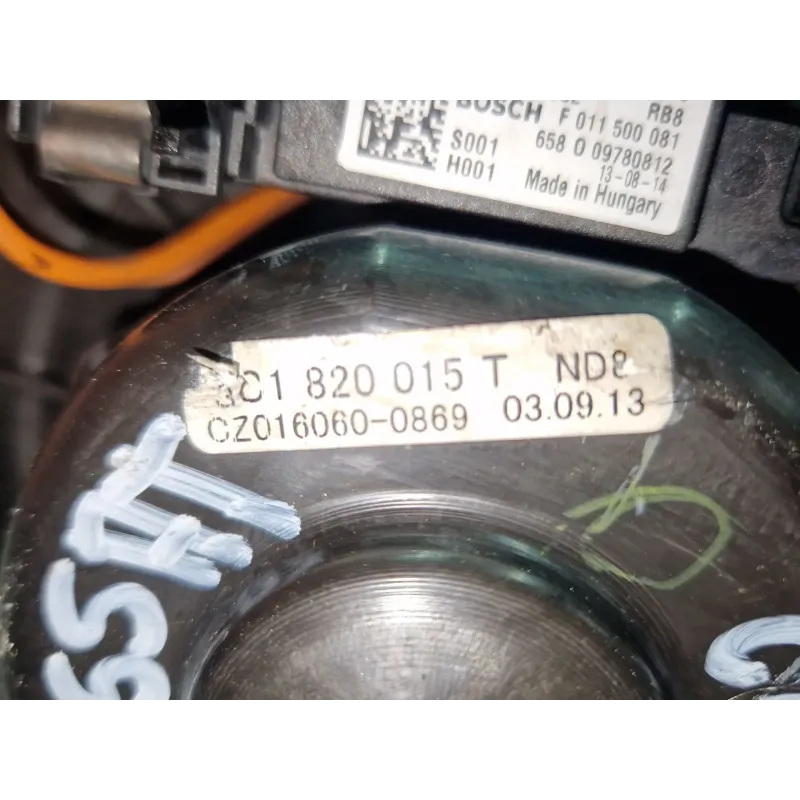 RB8
BOSCH F 011 500 081
S001 658 0 09780812
H001 13-08-14
Made in Hungary
3C1 820 015 T ND8
CZ016060-0869 03.09.13